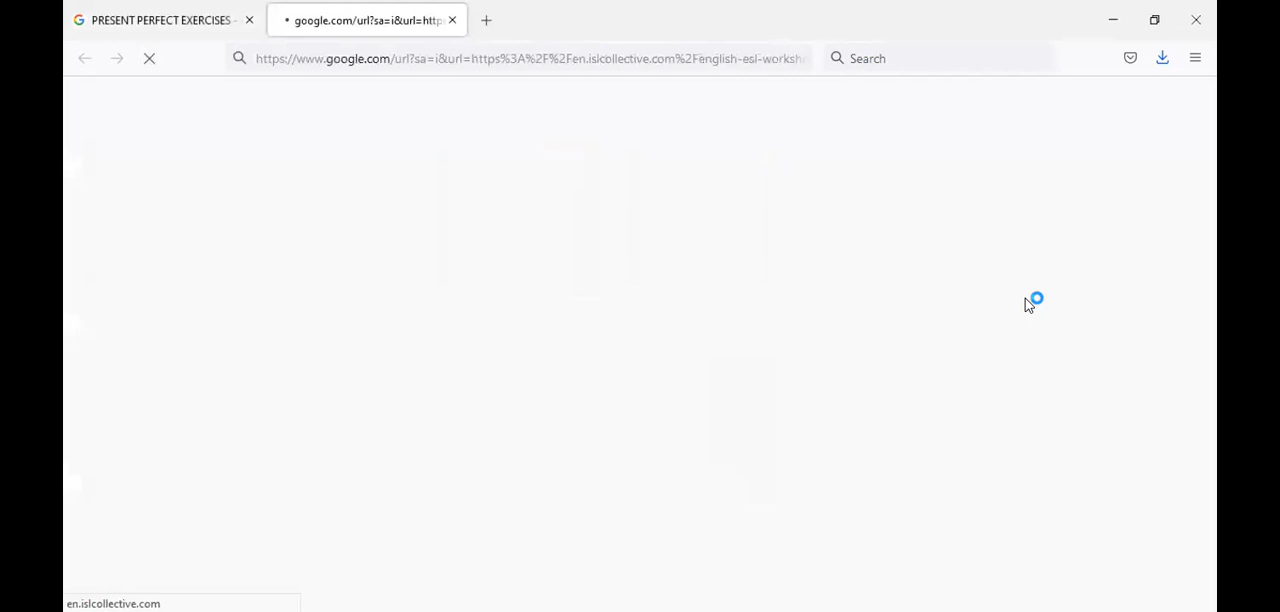 PRESENT PERFECT EXERCISES -
google.com/url?sa=i&url=http
https://www.google.com/url?sa=i&url=https%3A%2F%2Fen.islcollective.com%2Fenglish-esl-worksh
Search
en.islcollective.com